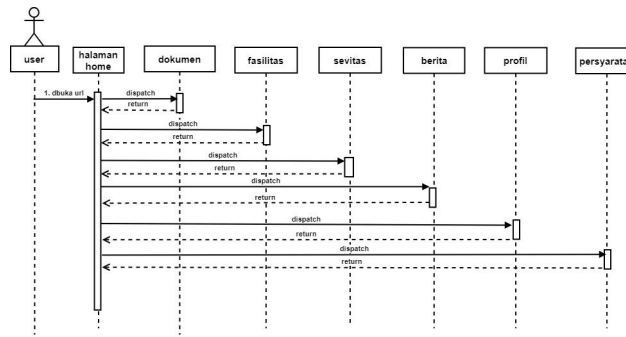 user
halaman
home
dokumen
fasilitas
sevitas
berita
profil
persyarata
1. dbuka url
dispatch
return
dispatch
return
dispatch
return
dispatch
return
dispatch
return
dispatch
return